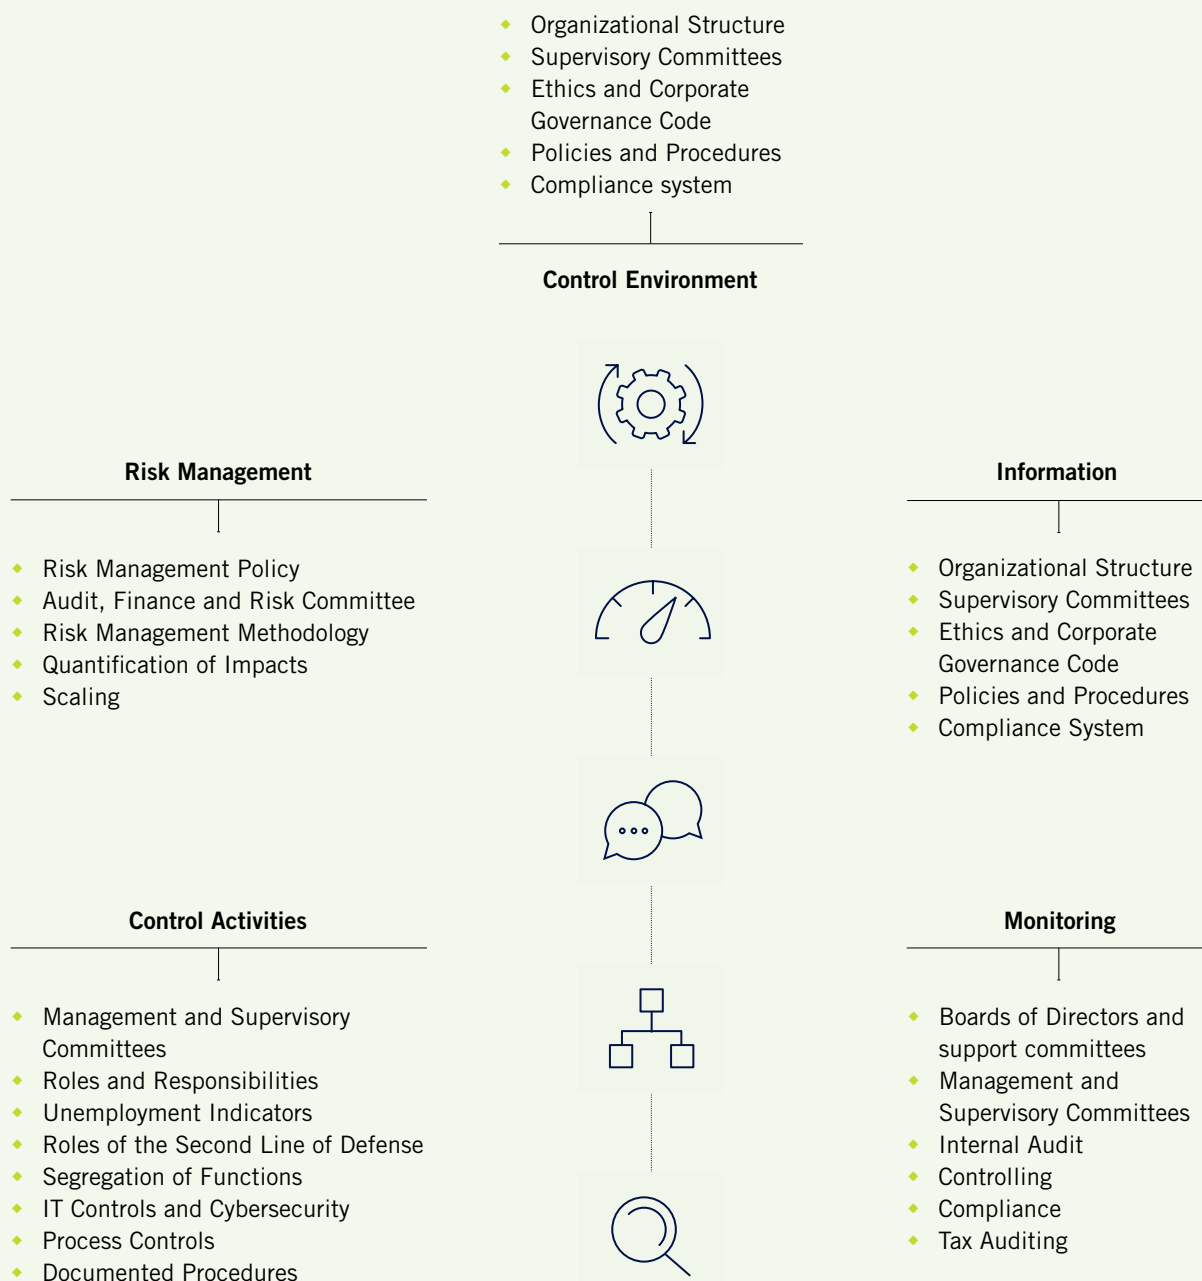 Organizational Structure
Supervisory Committees
Ethics and Corporate
Governance Code
Policies and Procedures
Compliance system
Control Environment
Risk Management
Risk Management Policy
Audit, Finance and Risk Committee
Risk Management Methodology
Quantification of Impacts
Scaling
Information
Organizational Structure
Supervisory Committees
Ethics and Corporate
Governance Code
Policies and Procedures
Compliance System
Control Activities
Management and Supervisory
Committees
Roles and Responsibilities
Unemployment Indicators
Roles of the Second Line of Defense
Segregation of Functions
IT Controls and Cybersecurity
Process Controls
Documented Procedures
Monitoring
Boards of Directors and
support committees
Management and
Supervisory Committees
Internal Audit
Controlling
Compliance
Tax Auditing